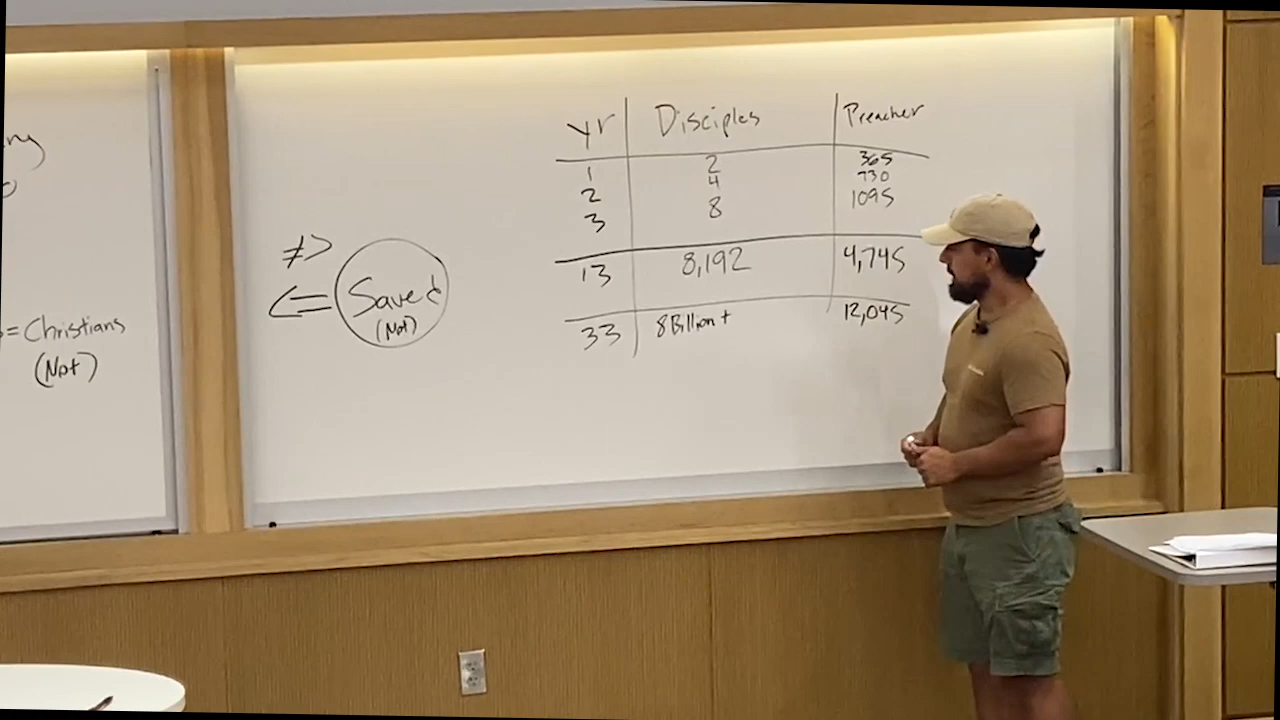 = Christians
(Not)
≠>
<= Saved
(Not)
yr Disciples Preacher
1 2 365
2 4 730
3 8 1095
13 8,192 4,745
33 8 Billion + 12,045